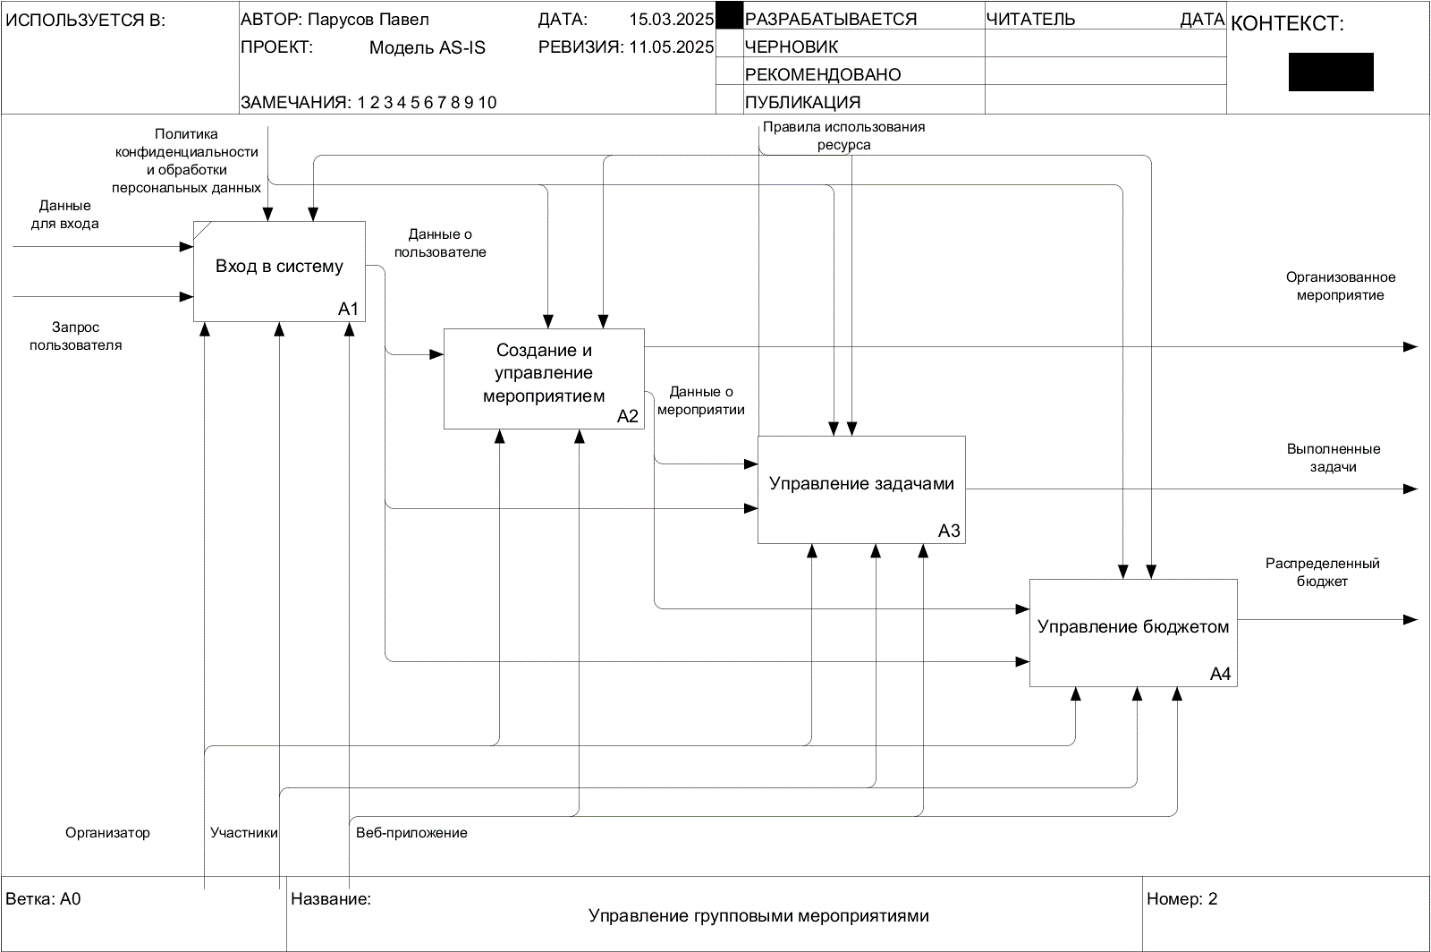 ИСПОЛЬЗУЕТСЯ В:
АВТОР: Парусов Павел
ДАТА: 15.03.2025
ПРОЕКТ: Модель AS-IS
РЕВИЗИЯ: 11.05.2025
ЗАМЕЧАНИЯ: 1 2 3 4 5 6 7 8 9 10
РАЗРАБАТЫВАЕТСЯ
ЧЕРНОВИК
РЕКОМЕНДОВАНО
ПУБЛИКАЦИЯ
ЧИТАТЕЛЬ
ДАТА
КОНТЕКСТ:
Политика
конфиденциальности
и обработки
персональных данных
Правила использования
ресурса
Данные
для входа
Запрос
пользователя
Вход в систему
A1
Данные о
пользователе
Создание и
управление
мероприятием
A2
Данные о
мероприятии
Организованное
мероприятие
Управление задачами
A3
Выполненные
задачи
Управление бюджетом
A4
Распределенный
бюджет
Организатор
Участники
Веб-приложение
Ветка: A0
Название:
Управление групповыми мероприятиями
Номер: 2